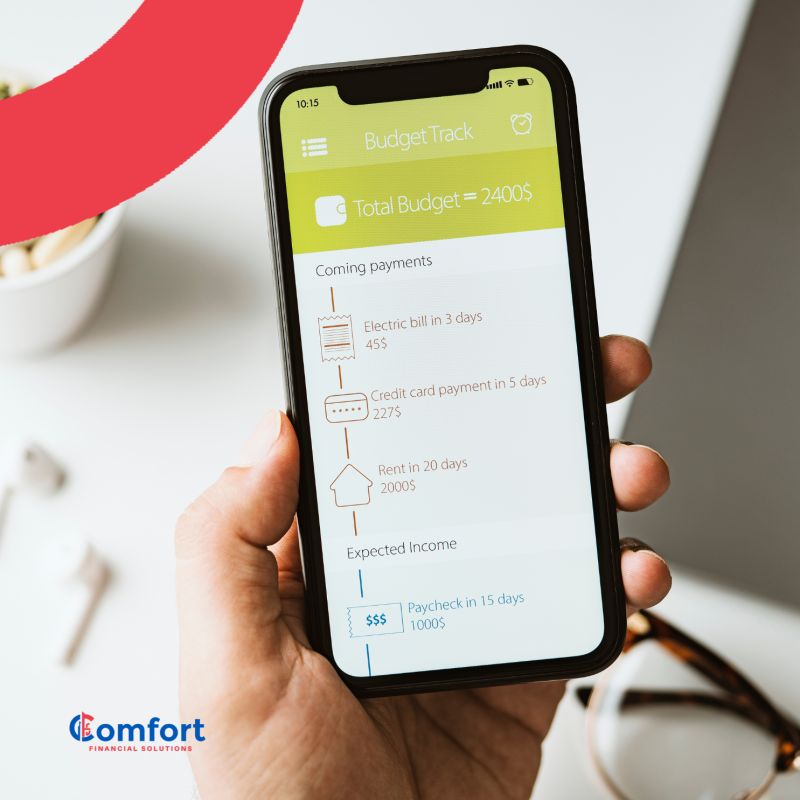 10:15
Budget Track
Total Budget = 2400$
Coming payments
Electric bill in 3 days
45$
Credit card payment in 5 days
227$
Rent in 20 days
2000$
Expected Income
$$$
Paycheck in 15 days
1000$
Comfort
FINANCIAL SOLUTIONS